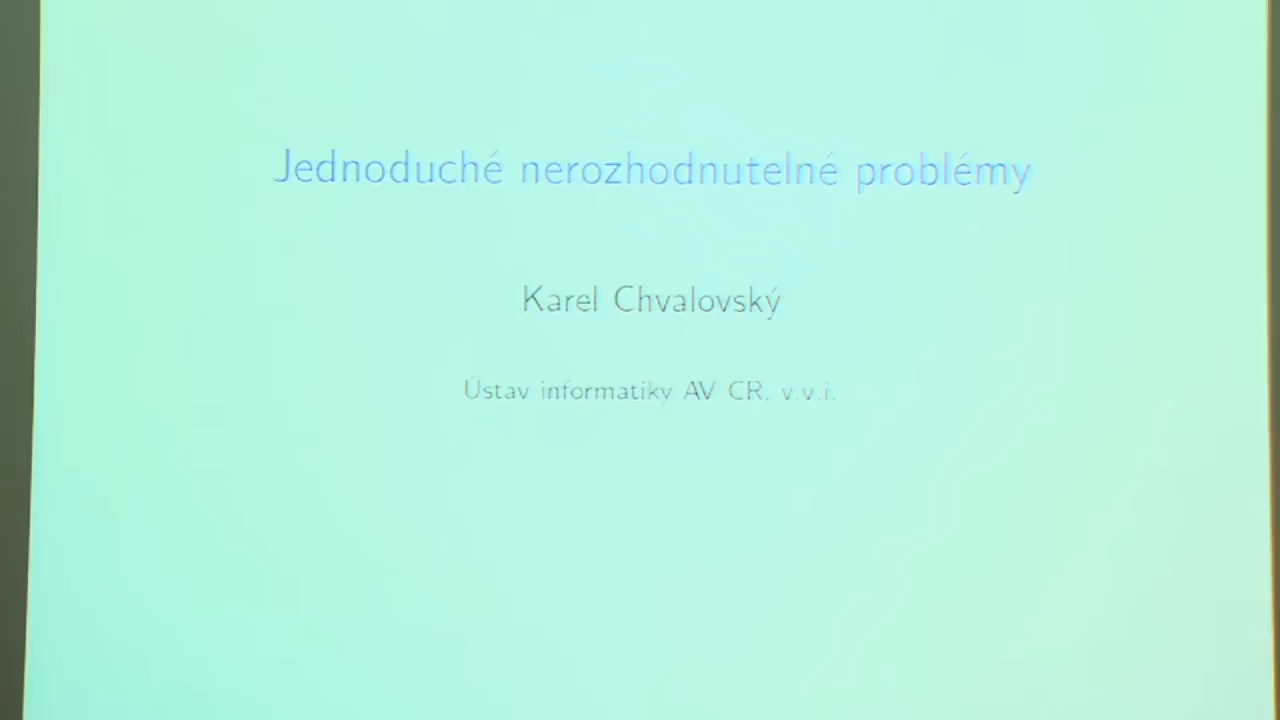 Jednoduché nerozhodnutelné problémy
Karel Chvalovský
Ústav informatiky AV ČR, v.v.i.